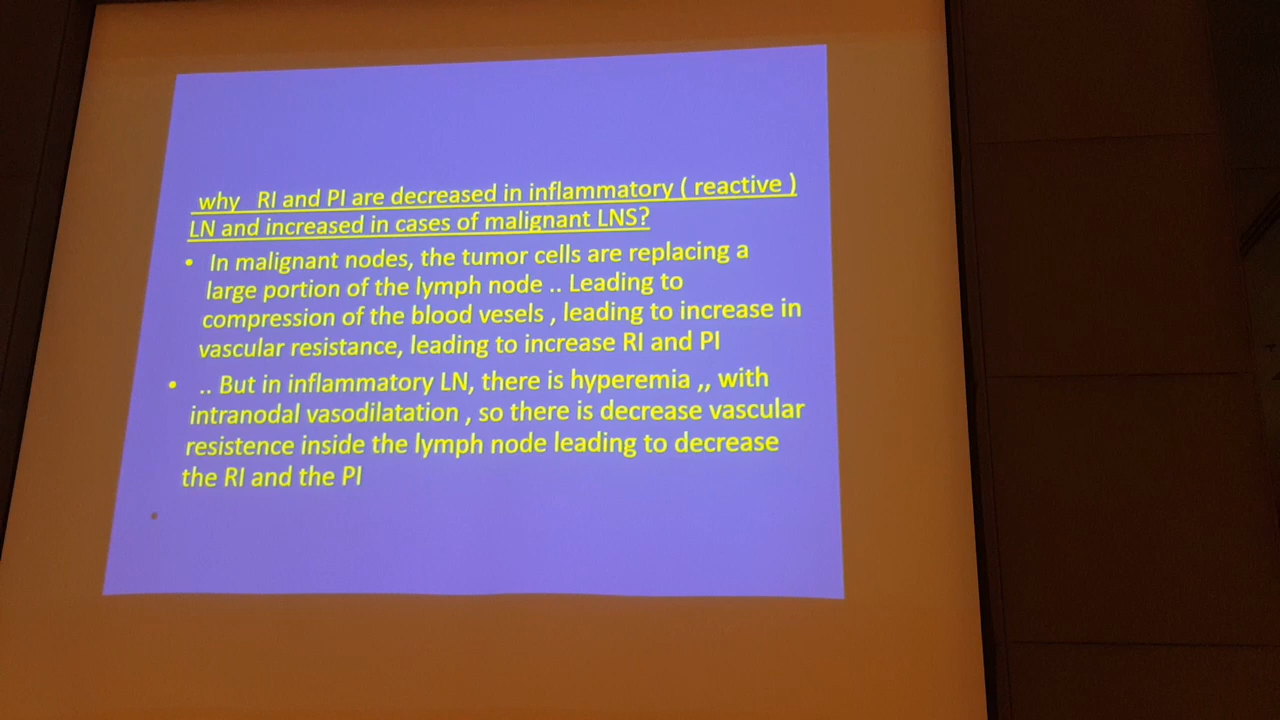 why RI and PI are decreased in inflammatory ( reactive )
LN and increased in cases of malignant LNS?
• In malignant nodes, the tumor cells are replacing a
large portion of the lymph node .. Leading to
compression of the blood vesels , leading to increase in
vascular resistance, leading to increase RI and PI
• .. But in inflammatory LN, there is hyperemia ,, with
intranodal vasodilatation , so there is decrease vascular
resistence inside the lymph node leading to decrease
the RI and the PI